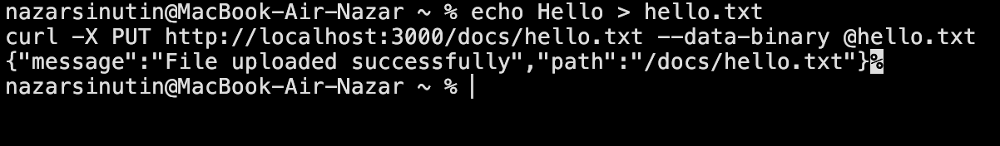 nazarsinutin@MacBook-Air-Nazar ~ % echo Hello > hello.txt
curl -X PUT http://localhost:3000/docs/hello.txt --data-binary @hello.txt
{"message":"File uploaded successfully","path":"/docs/hello.txt"}%
nazarsinutin@MacBook-Air-Nazar ~ %